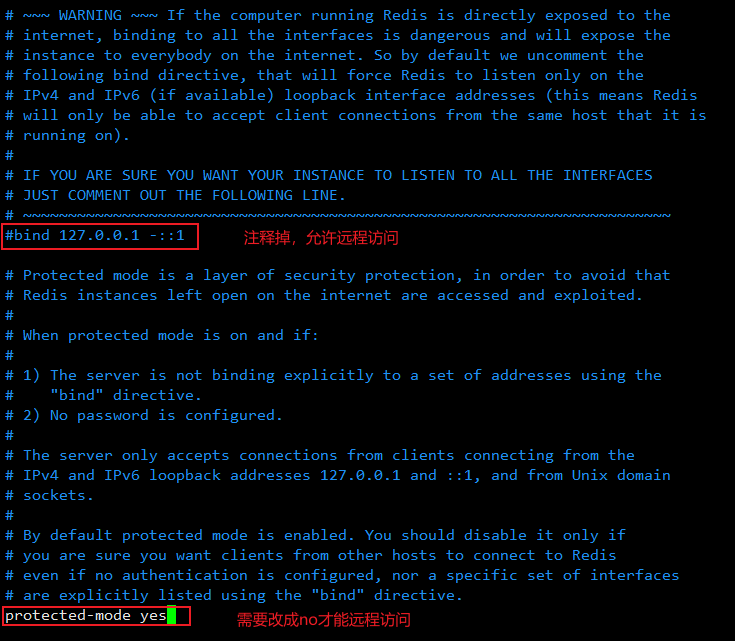 # ~~~ WARNING ~~~ If the computer running Redis is directly exposed to the
# internet, binding to all the interfaces is dangerous and will expose the
# instance to everybody on the internet. So by default we uncomment the
# following bind directive, that will force Redis to listen only on the
# IPv4 and IPv6 (if available) loopback interface addresses (this means Redis
# will only be able to accept client connections from the same host that it is
# running on).
#
# IF YOU ARE SURE YOU WANT YOUR INSTANCE TO LISTEN TO ALL THE INTERFACES
# JUST COMMENT OUT THE FOLLOWING LINE.
# ~~~~~~~~~~~~~~~~~~~~~~~~~~~~~~~~~~~~~~~~~~~~~~~~~~~~~~~~~~~~~~~~~~~~~~~~
#bind 127.0.0.1 -::1 注释掉，允许远程访问
# Protected mode is a layer of security protection, in order to avoid that
# Redis instances left open on the internet are accessed and exploited.
#
# When protected mode is on and if:
#
# 1) The server is not binding explicitly to a set of addresses using the
#    "bind" directive.
# 2) No password is configured.
#
# The server only accepts connections from clients connecting from the
# IPv4 and IPv6 loopback addresses 127.0.0.1 and ::1, and from Unix domain
# sockets.
#
# By default protected mode is enabled. You should disable it only if
# you are sure you want clients from other hosts to connect to Redis
# even if no authentication is configured, nor a specific set of interfaces
# are explicitly listed using the "bind" directive.
protected-mode yes 需要改成no才能远程访问